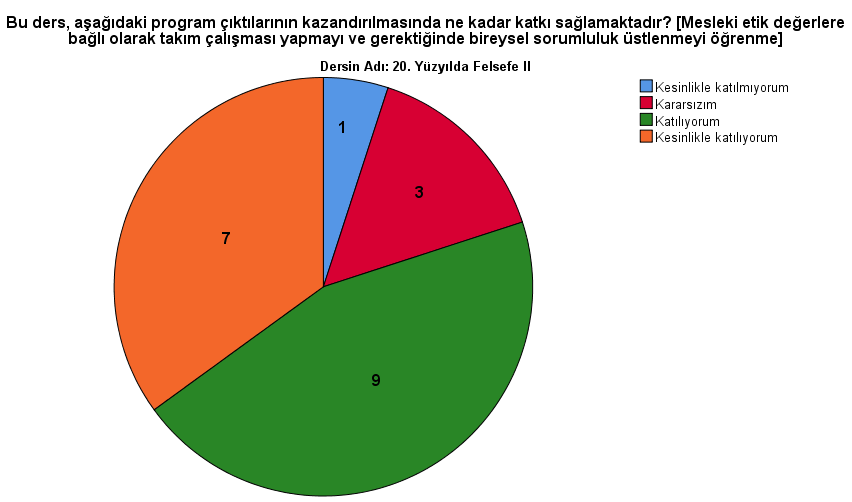 Bu ders, aşağıdaki program çıktılarının kazandırılmasında ne kadar katkı sağlamaktadır? [Mesleki etik değerlere
bağlı olarak takım çalışması yapmayı ve gerektiğinde bireysel sorumluluk üstlenmeyi öğrenme]
Dersin Adı: 20. Yüzyılda Felsefe II
Kesinlikle katılmıyorum
Kararsızım
Katılıyorum
Kesinlikle katılıyorum
1
3
7
9